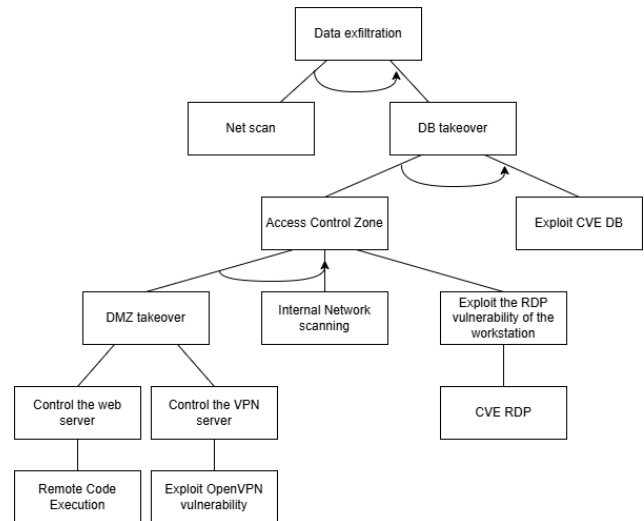 Data exfiltration
Net scan
DB takeover
Access Control Zone
Exploit CVE DB
DMZ takeover
Internal Network
scanning
Exploit the RDP
vulnerability of the
workstation
Control the web
server
Control the VPN
server
CVE RDP
Remote Code
Execution
Exploit OpenVPN
vulnerability